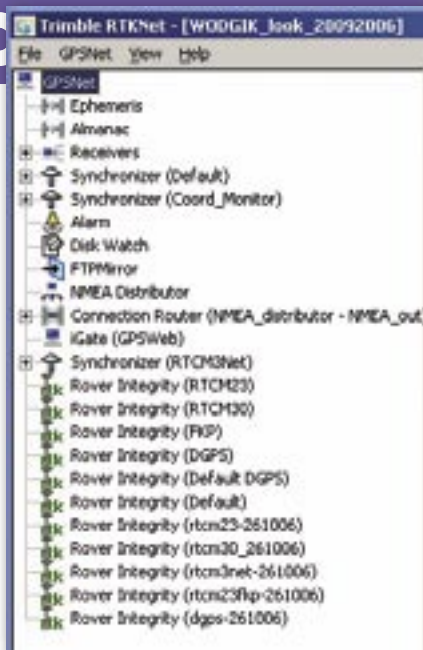 Trimble RTKNet - [WODGIK_look_20092006]
File GPSNet View Help
GPSNet
Ephemeris
Almanac
Receivers
Synchronizer (Default)
Synchronizer (Coord_Monitor)
Alarm
Disk Watch
FTPMirror
NMEA Distributor
Connection Router (NMEA_distributor - NMEA_out)
iGate (GPSWeb)
Synchronizer (RTCM3Net)
Rover Integrity (RTCM23)
Rover Integrity (RTCM30)
Rover Integrity (FKP)
Rover Integrity (DGPS)
Rover Integrity (Default DGPS)
Rover Integrity (Default)
Rover Integrity (rtcm23-261006)
Rover Integrity (rtcm30_261006)
Rover Integrity (rtcm3net-261006)
Rover Integrity (rtcm23fkp-261006)
Rover Integrity (dgps-261006)